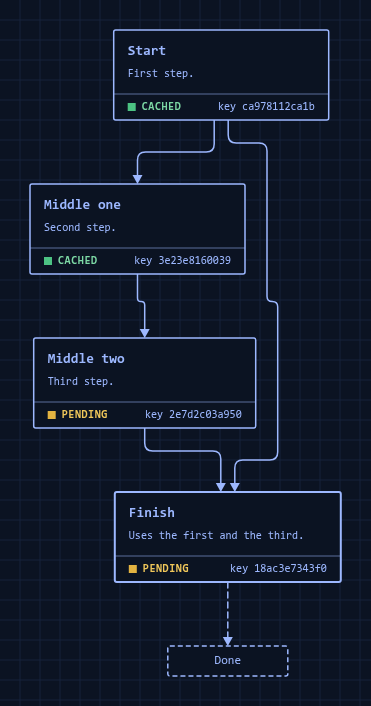 Start
First step.
CACHED key ca978112ca1b
Middle one
Second step.
CACHED key 3e23e8160039
Middle two
Third step.
PENDING key 2e7d2c03a950
Finish
Uses the first and the third.
PENDING key 18ac3e7343f0
Done